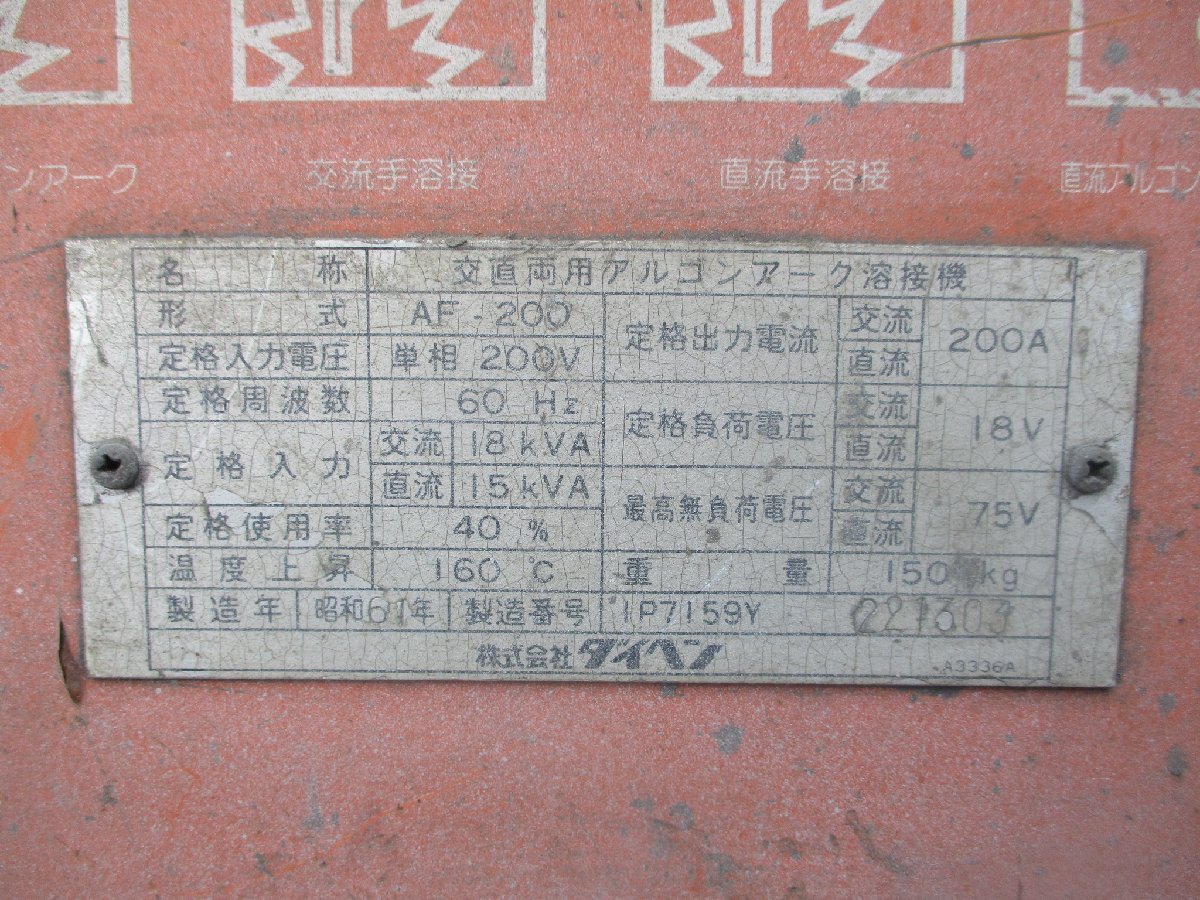 ンアーク 交流手溶接 直流手溶接 直流アルゴン
名称 交直両用アルゴンアーク溶接機
形式 AF-200 定格出力電流 交流 直流 200A
定格入力電圧 単相 200V
定格周波数 60 Hz 定格負荷電圧 交流 直流 18V
定格入力 交流 18kVA
直流 15kVA 最高無負荷電圧 交流 直流 75V
定格使用率 40 %
温度上昇 160 ℃ 重量 150 kg
製造年 昭和61年 製造番号 1P7159Y 221303
株式会社 ダイヘン A3336A